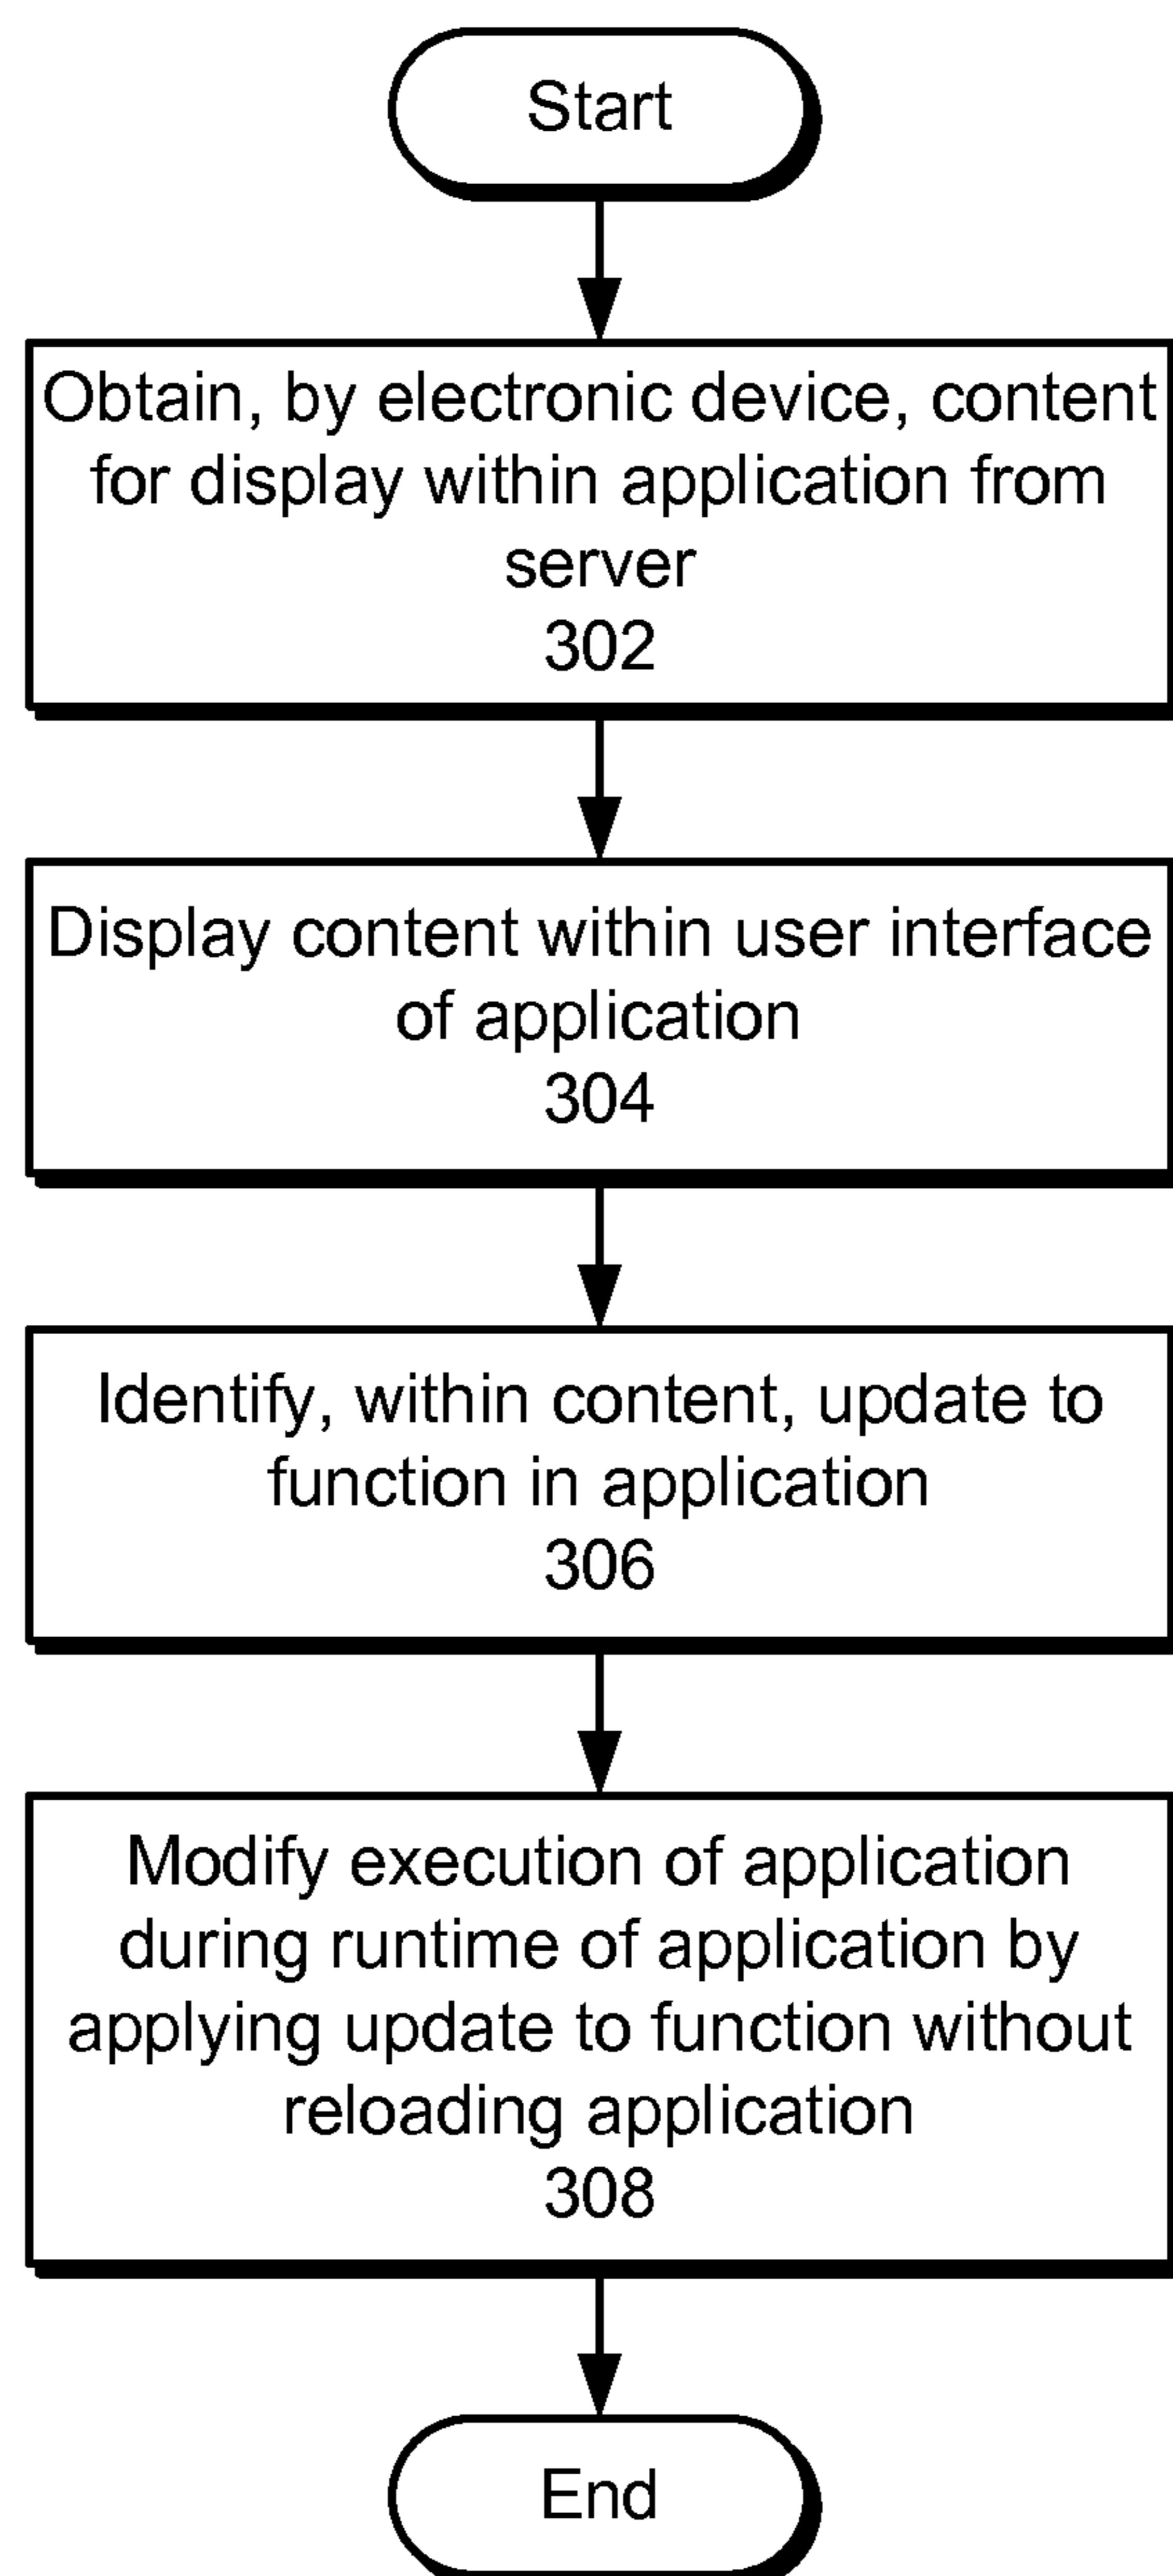 Start
Obtain, by electronic device, content
for display within application from
server
302
Display content within user interface
of application
304
Identify, within content, update to
function in application
306
Modify execution of application
during runtime of application by
applying update to function without
reloading application
308
End